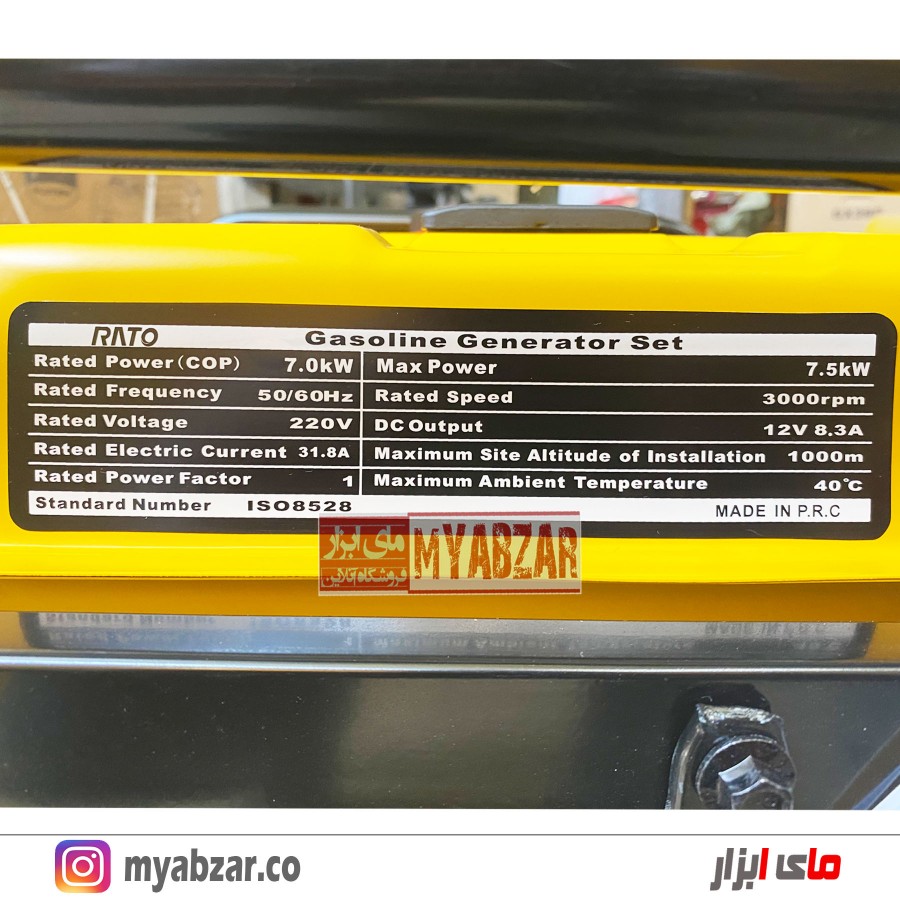 RATO Gasoline Generator Set
Rated Power(COP) 7.0kW Max Power 7.5kW
Rated Frequency 50/60Hz Rated Speed 3000rpm
Rated Voltage 220V DC Output 12V 8.3A
Rated Electric Current 31.8A Maximum Site Altitude of Installation 1000m
Rated Power Factor 1 Maximum Ambient Temperature 40℃
Standard Number ISO8528 MADE IN P.R.C
مای ابزار MYABZAR
فروشگاه آنلاین
myabzar.co مای ابزار